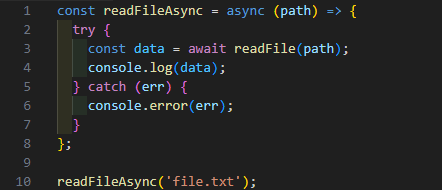 1 const readFileAsync = async (path) => {
2   try {
3     const data = await readFile(path);
4     console.log(data);
5   } catch (err) {
6     console.error(err);
7   }
8 };
9
10 readFileAsync('file.txt');